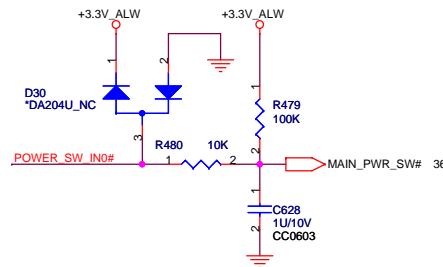 +3.3V_ALW
+3.3V_ALW
1
2
D30
*DA204U_NC
3
1
R479
100K
2
POWER_SW_IN0#
R480
10K
1
2
MAIN_PWR_SW#
36
1
C628
1U/10V
CC0603
2